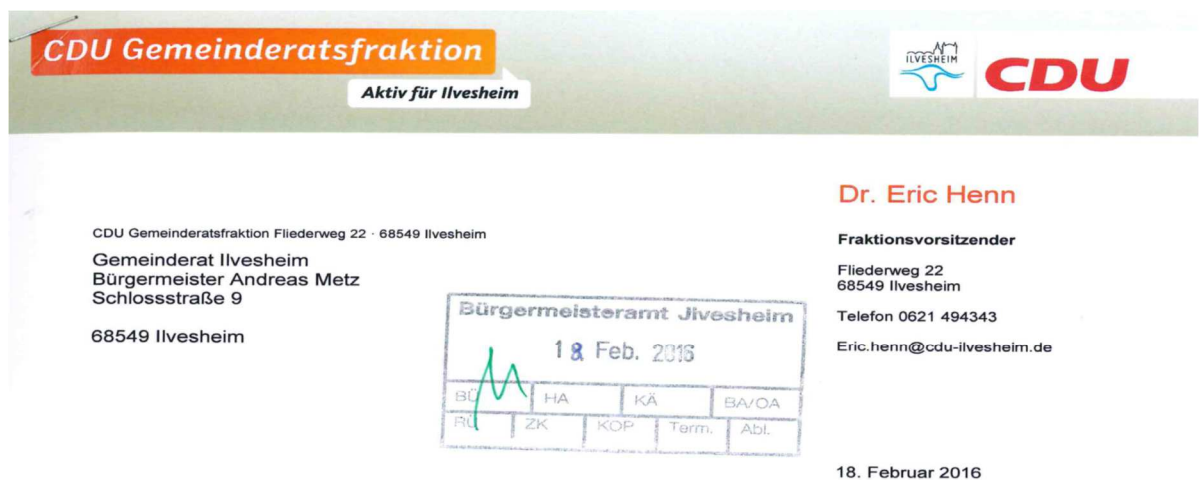 CDU Gemeinderatsfraktion
Aktiv für Ilvesheim
ILVESHEIM
CDU
Dr. Eric Henn
CDU Gemeinderatsfraktion Fliederweg 22 · 68549 Ilvesheim
Fraktionsvorsitzender
Gemeinderat Ilvesheim
Bürgermeister Andreas Metz
Schlossstraße 9
68549 Ilvesheim
Fliederweg 22
68549 Ilvesheim
Telefon 0621 494343
Eric.henn@cdu-ilvesheim.de
Bürgermeisteramt Jlvesheim
18 Feb. 2016
BÜ HA KÄ BA/OA
RÜ ZK KOP Term. Abl.
18. Februar 2016